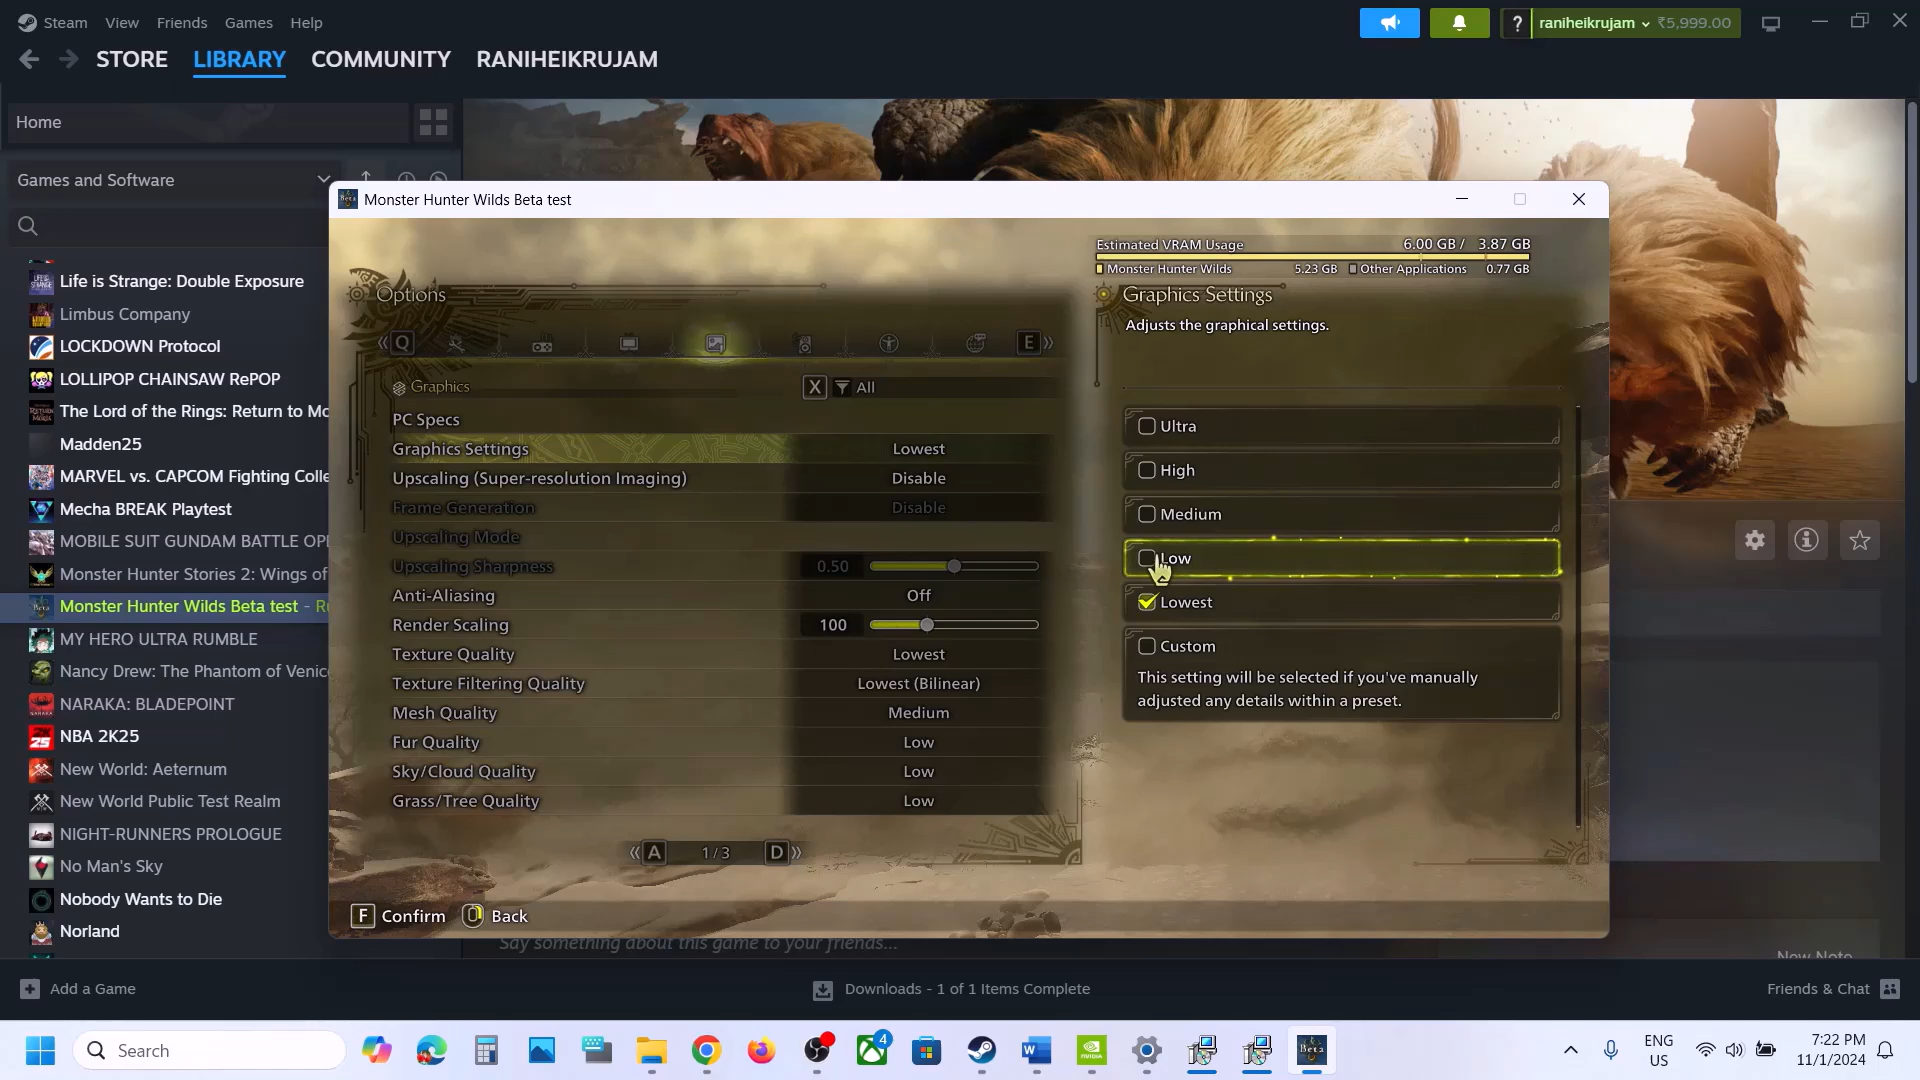 Steam View Friends Games Help
? raniheikrujam ₹5,999.00
STORE LIBRARY COMMUNITY RANIHEIKRUJAM
Home
Games and Software
Life is Strange: Double Exposure
Limbus Company
LOCKDOWN Protocol
LOLLIPOP CHAINSAW RePOP
The Lord of the Rings: Return to Mo
Madden25
MARVEL vs. CAPCOM Fighting Colle
Mecha BREAK Playtest
MOBILE SUIT GUNDAM BATTLE OPE
Monster Hunter Stories 2: Wings of
Monster Hunter Wilds Beta test - Ru
MY HERO ULTRA RUMBLE
Nancy Drew: The Phantom of Venice
NARAKA: BLADEPOINT
NBA 2K25
New World: Aeternum
New World Public Test Realm
NIGHT-RUNNERS PROLOGUE
No Man's Sky
Nobody Wants to Die
Norland
Monster Hunter Wilds Beta test
Estimated VRAM Usage 6.00 GB / 3.87 GB
Monster Hunter Wilds 5.23 GB Other Applications 0.77 GB
Options
Q E
Graphics X All
PC Specs
Graphics Settings Lowest
Upscaling (Super-resolution Imaging) Disable
Frame Generation Disable
Upscaling Mode
Upscaling Sharpness 0.50
Anti-Aliasing Off
Render Scaling 100
Texture Quality Lowest
Texture Filtering Quality Lowest (Bilinear)
Mesh Quality Medium
Fur Quality Low
Sky/Cloud Quality Low
Grass/Tree Quality Low
A 1/3 D
F Confirm Back
Graphics Settings
Adjusts the graphical settings.
Ultra
High
Medium
Low
Lowest
Custom
This setting will be selected if you've manually
adjusted any details within a preset.
Say something about this game to your friends...
New Note
Add a Game
Downloads - 1 of 1 Items Complete
Friends & Chat
Search
4
Beta
ENG
US
7:22 PM
11/1/2024